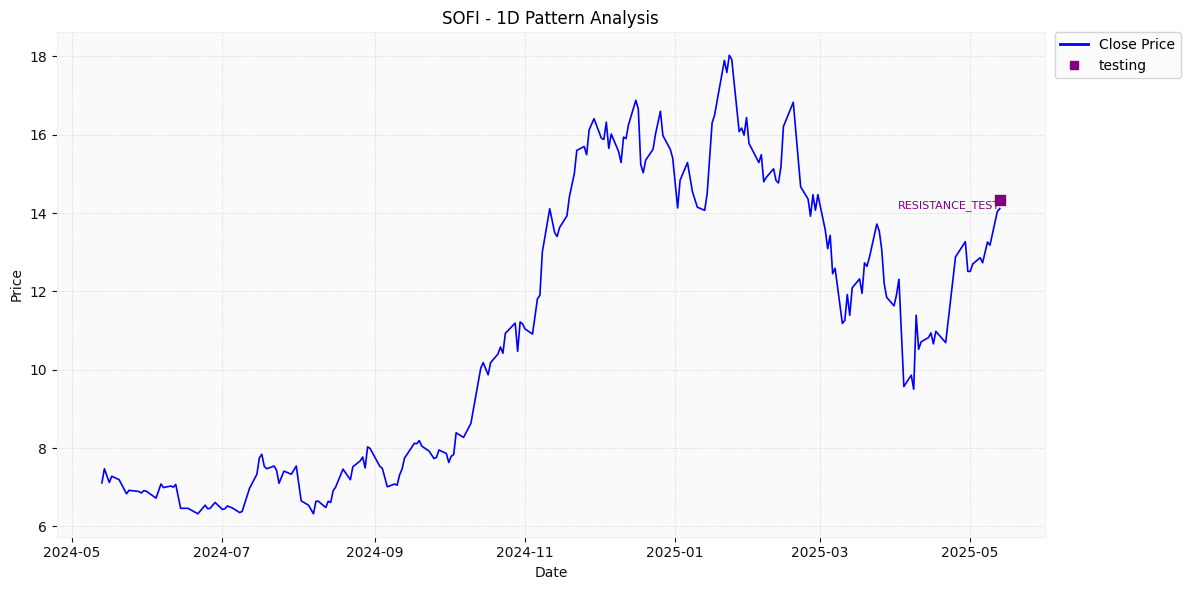 SOFI - 1D Pattern Analysis
Close Price
testing
RESISTANCE_TEST
Price
18
16
14
12
10
8
6
2024-05
2024-07
2024-09
2024-11
2025-01
2025-03
2025-05
Date